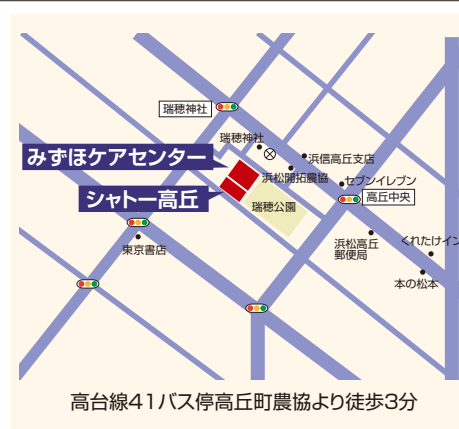 瑞穂神社
瑞穂神社
みずほケアセンター
浜信高丘支店
浜松開拓農協
セブンイレブン
シャトー高丘
高丘中央
瑞穂公園
東京書店
浜松高丘
郵便局
くれたけイン
本の松本
高台線41バス停高丘町農協より徒歩3分